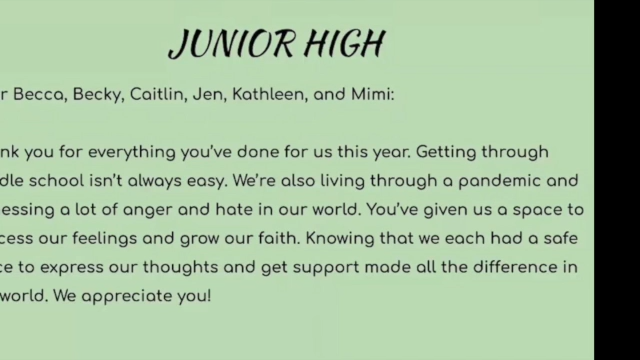 JUNIOR HIGH
r Becca, Becky, Caitlin, Jen, Kathleen, and Mimi:
nk you for everything you've done for us this year. Getting through
dle school isn't always easy. We're also living through a pandemic and
essing a lot of anger and hate in our world. You've given us a space to
cess our feelings and grow our faith. Knowing that we each had a safe
ce to express our thoughts and get support made all the difference in
world. We appreciate you!